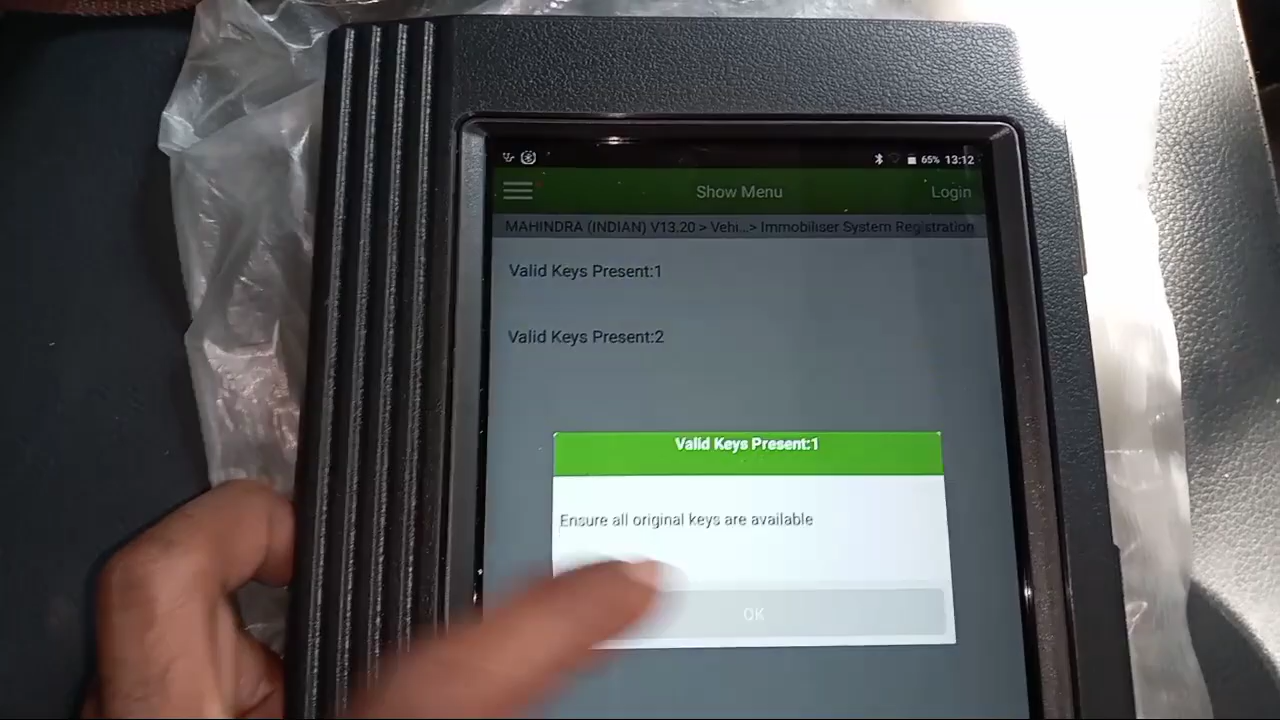 65% 13:12
Show Menu Login
MAHINDRA (INDIAN) V13.20 > Vehi...> Immobiliser System Registration
Valid Keys Present:1
Valid Keys Present:2
Valid Keys Present:1
Ensure all original keys are available
OK